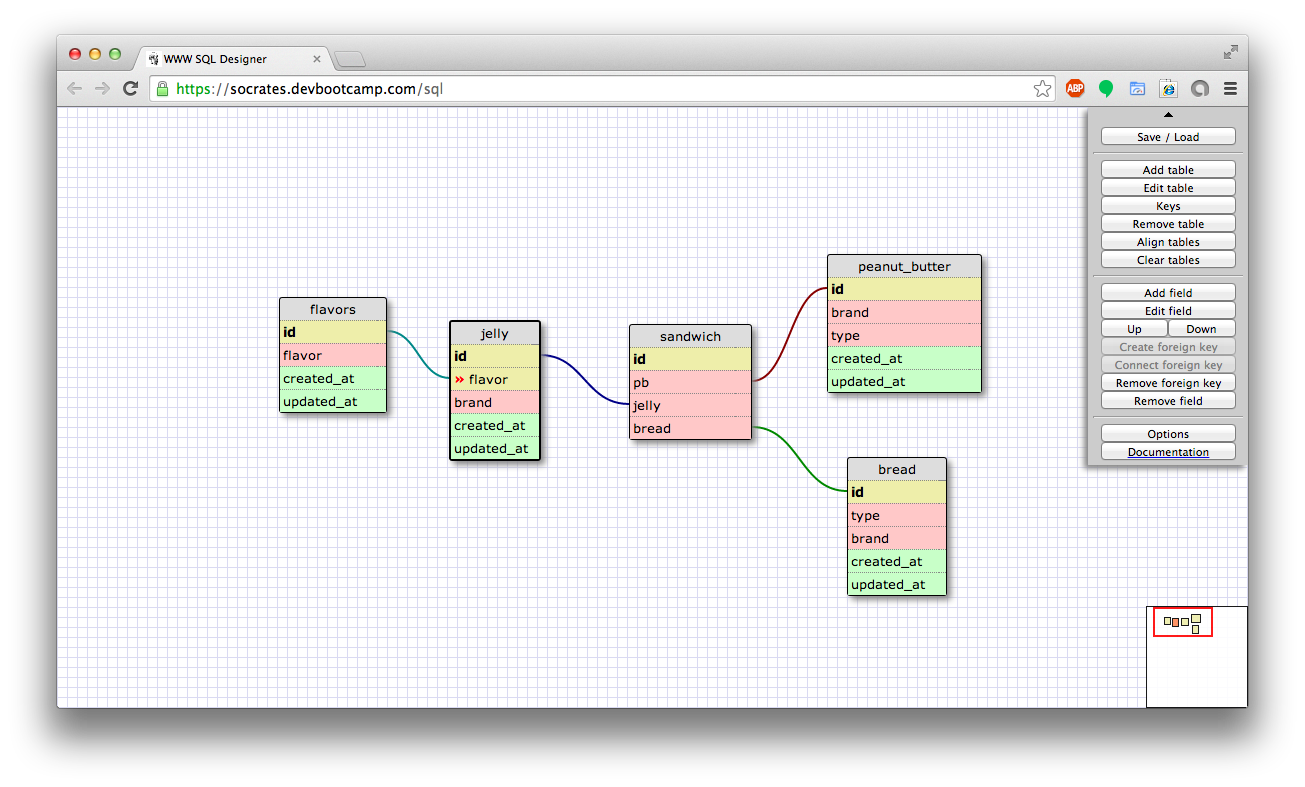 WWW SQL Designer
https://socrates.devbootcamp.com/sql
ABP
Save / Load
Add table
Edit table
Keys
Remove table
Align tables
Clear tables
Add field
Edit field
Up Down
Create foreign key
Connect foreign key
Remove foreign key
Remove field
Options
Documentation
flavors
id
flavor
created_at
updated_at
jelly
id
» flavor
brand
created_at
updated_at
sandwich
id
pb
jelly
bread
peanut_butter
id
brand
type
created_at
updated_at
bread
id
type
brand
created_at
updated_at